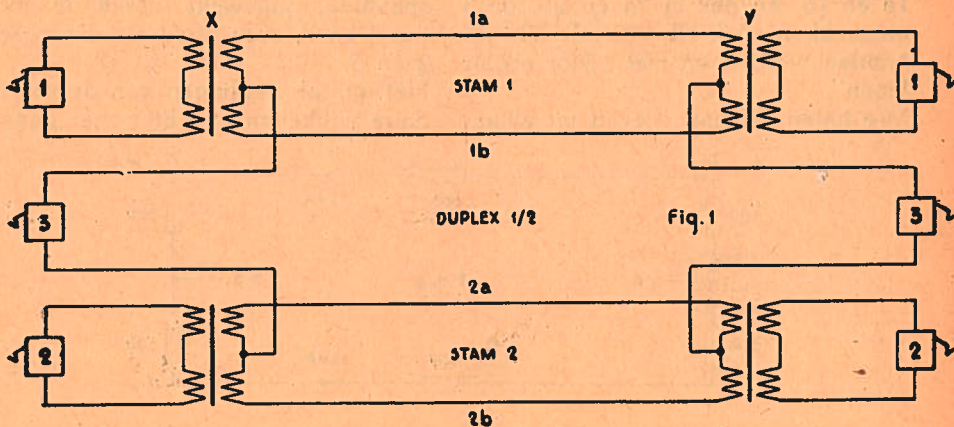 X 1a Y
1 STAM 1 1
1b
3 DUPLEX 1/2 Fig.1 3
2a
2 STAM 2 2
2b